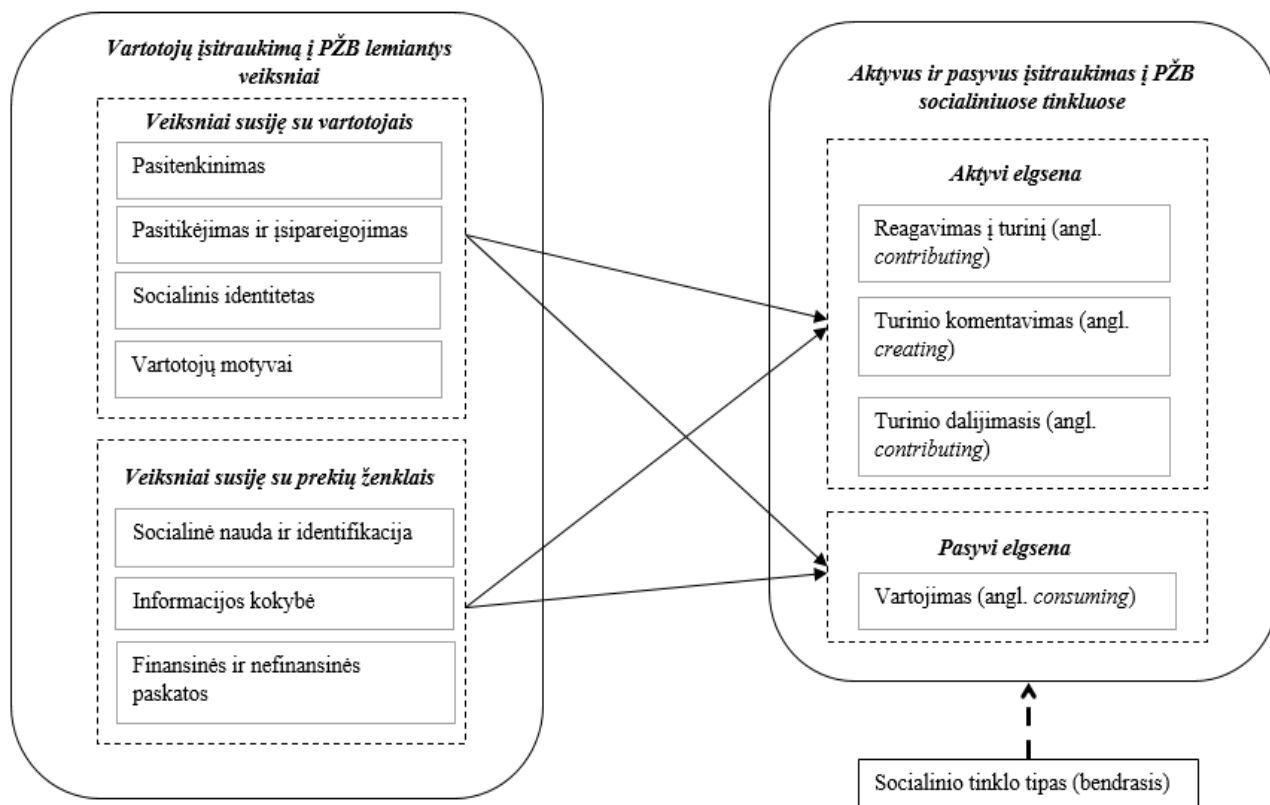 Vartotojų įsitraukimą į PŽB lemiantys
veiksniai
Veiksniai susiję su vartotojais
Pasitenkinimas
Pasitikėjimas ir įsipareigojimas
Socialinis identitetas
Vartotojų motyvai
Veiksniai susiję su prekių ženklais
Socialinė nauda ir identifikacija
Informacijos kokybė
Finansinės ir nefinansinės
paskatos
Aktyvus ir pasyvus įsitraukimas į PŽB
socialiniuose tinkluose
Aktyvi elgsena
Reagavimas į turinį (angl.
contributing)
Turinio komentavimas (angl.
creating)
Turinio dalijimasis (angl.
contributing)
Pasyvi elgsena
Vartojimas (angl. consuming)
Socialinio tinklo tipas (bendrasis)